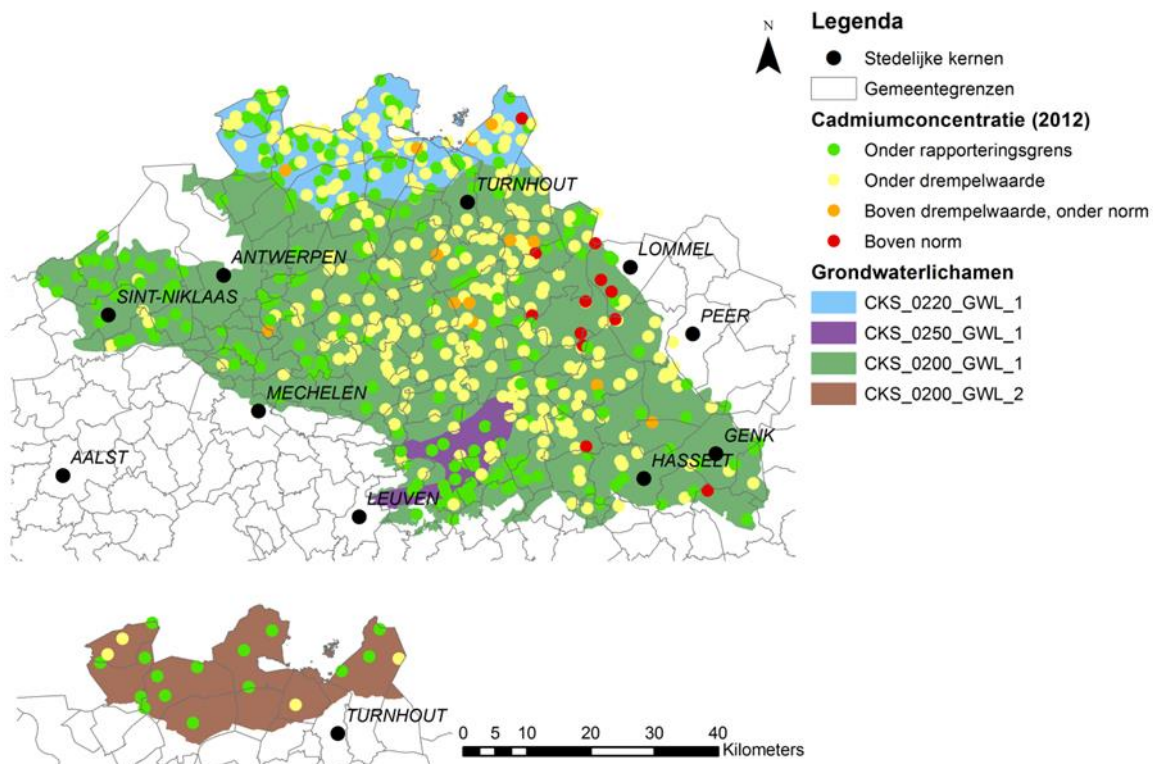 N
TURNHOUT
ANTWERPEN
LOMMEL
SINT-NIKLAAS
PEER
MECHELEN
GENK
AALST
HASSELT
LEUVEN
Legenda
Stedelijke kernen
Gemeentegrenzen
Cadmiumconcentratie (2012)
Onder rapporteringsgrens
Onder drempelwaarde
Boven drempelwaarde, onder norm
Boven norm
Grondwaterlichamen
CKS_0220_GWL_1
CKS_0250_GWL_1
CKS_0200_GWL_1
CKS_0200_GWL_2
TURNHOUT
0 5 10 20 30 40
Kilometers